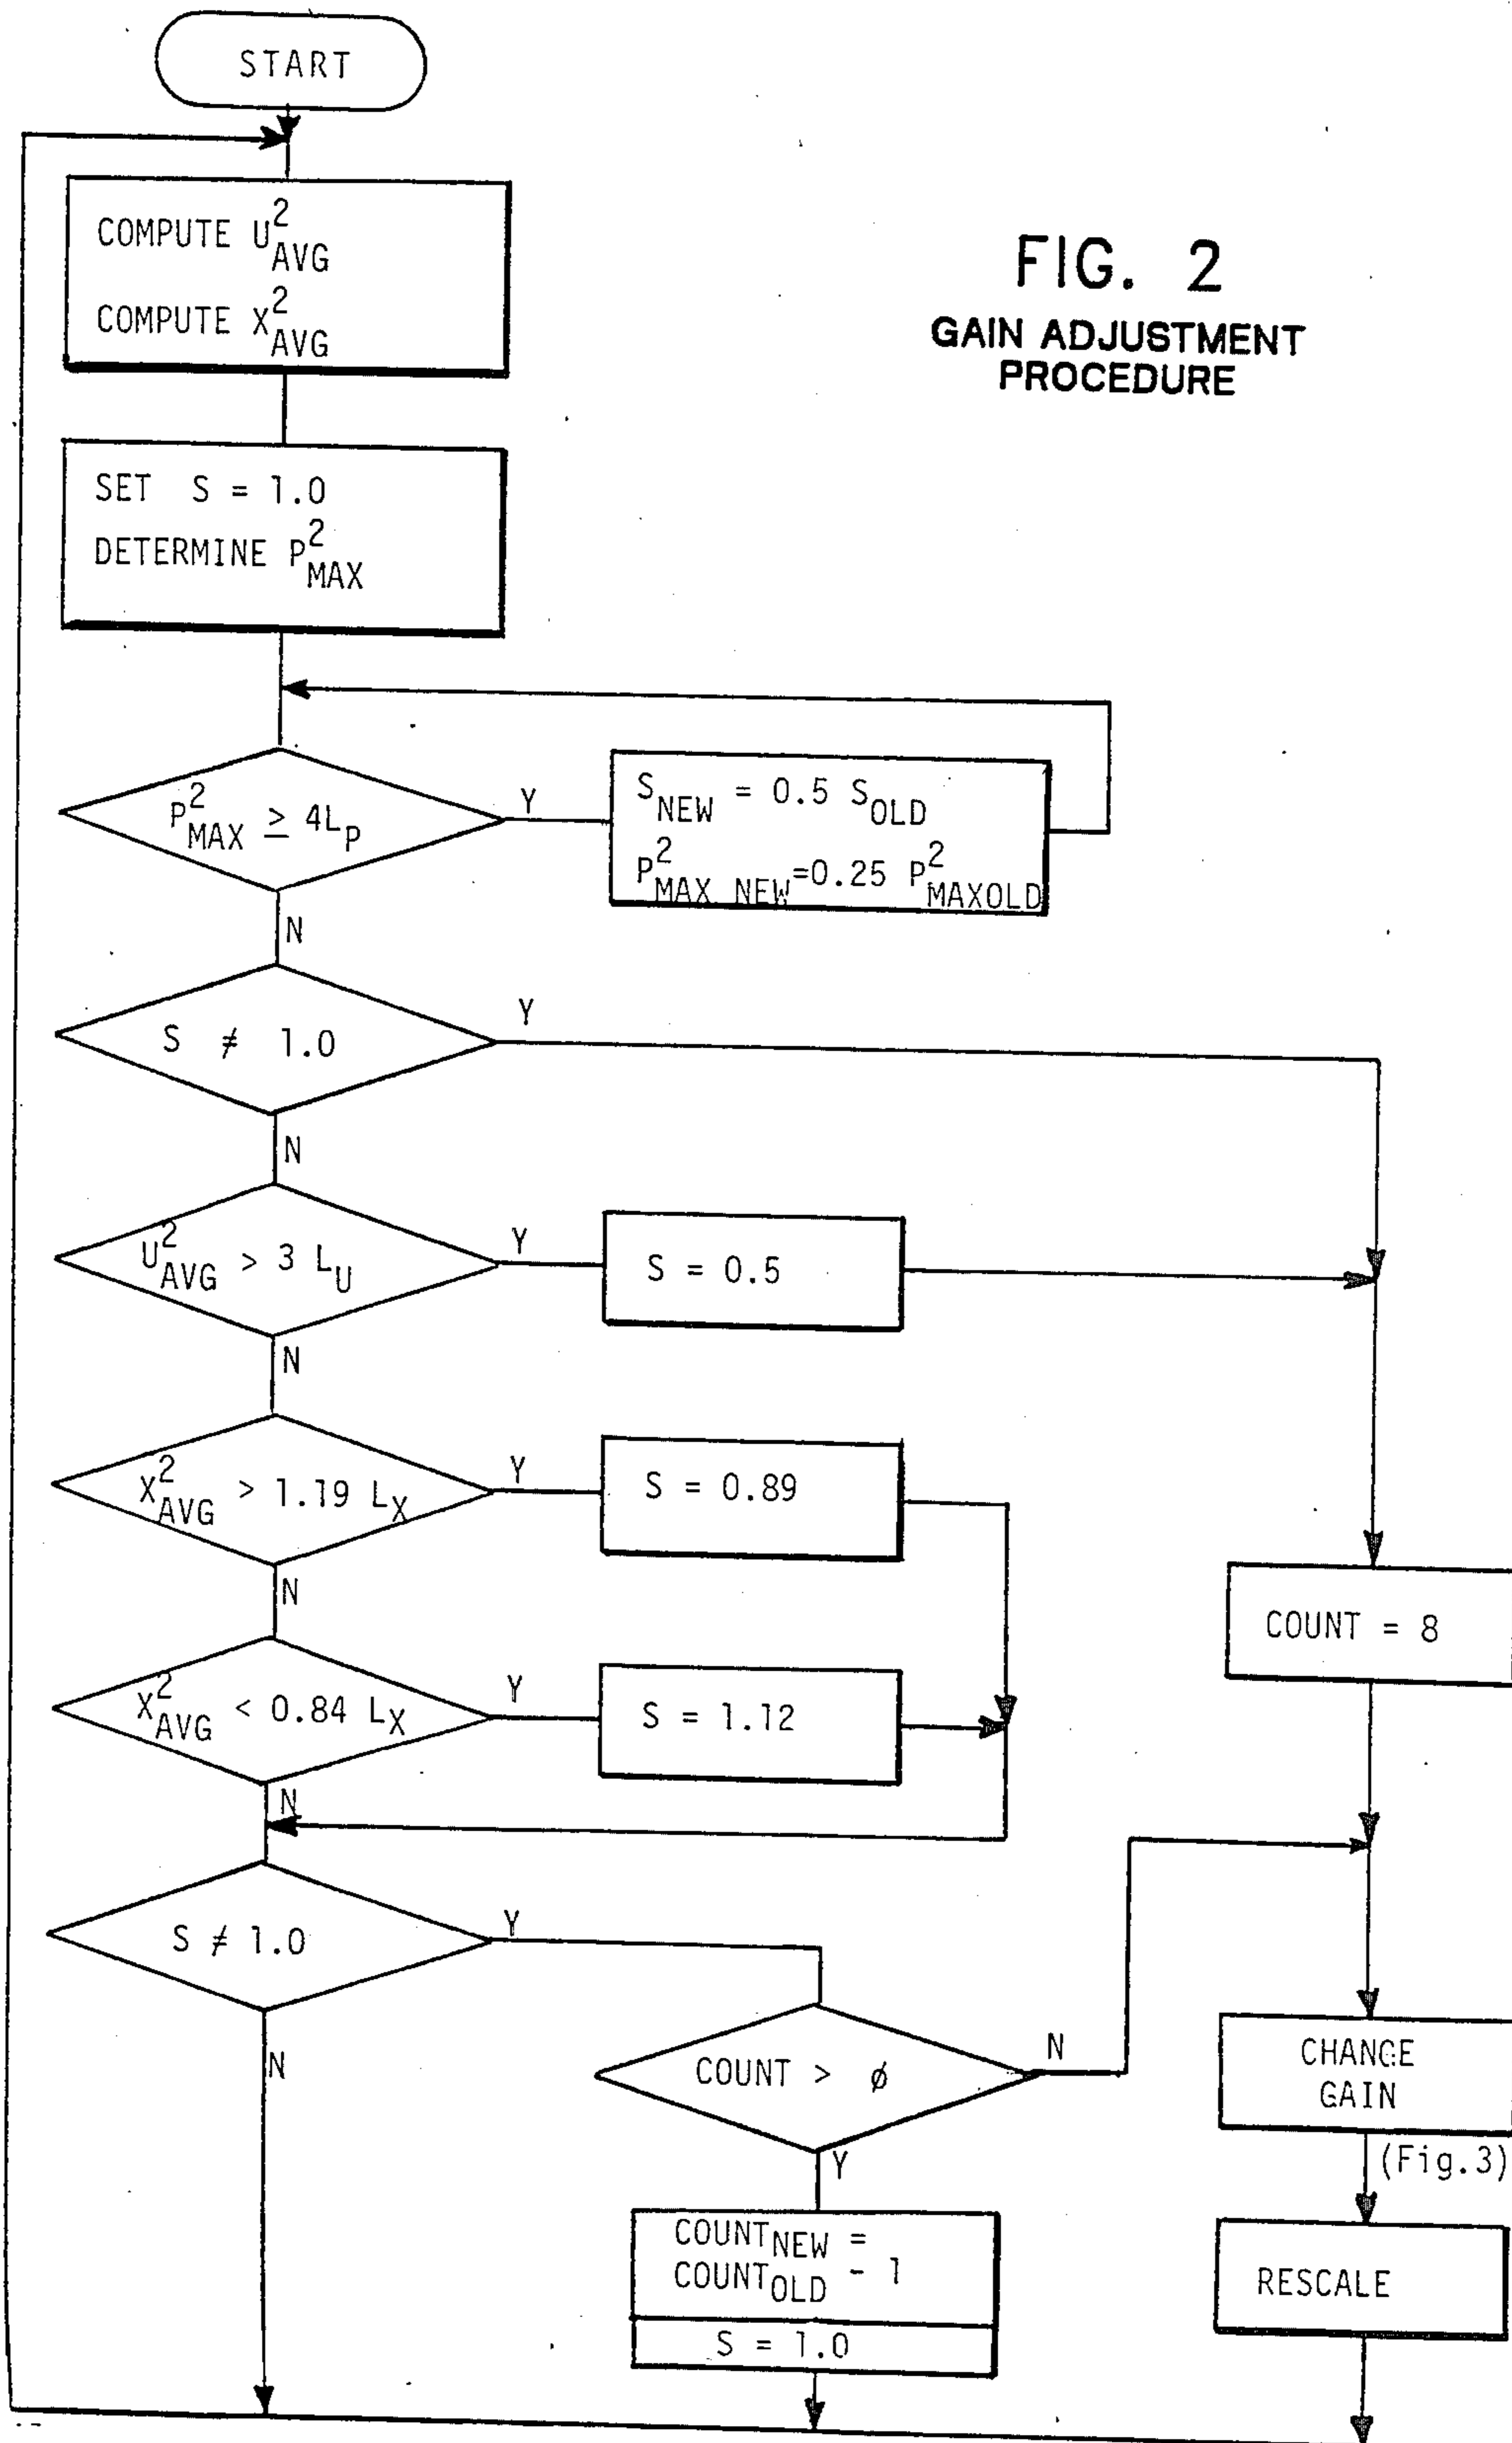 START
FIG. 2
GAIN ADJUSTMENT
PROCEDURE
COMPUTE U²AVG
COMPUTE X²AVG
SET S = 1.0
DETERMINE P²MAX
P²MAX ≥ 4LP
Y
SNEW = 0.5 SOLD
P²MAX NEW=0.25 P²MAXOLD
N
S ≠ 1.0
Y
N
U²AVG > 3 LU
Y
S = 0.5
N
X²AVG > 1.19 LX
Y
S = 0.89
N
COUNT = 8
X²AVG < 0.84 LX
Y
S = 1.12
N
S ≠ 1.0
Y
N
COUNT > ø
N
Y
CHANGE
GAIN
(Fig.3)
COUNTNEW =
COUNTOLD - 1
S = 1.0
RESCALE